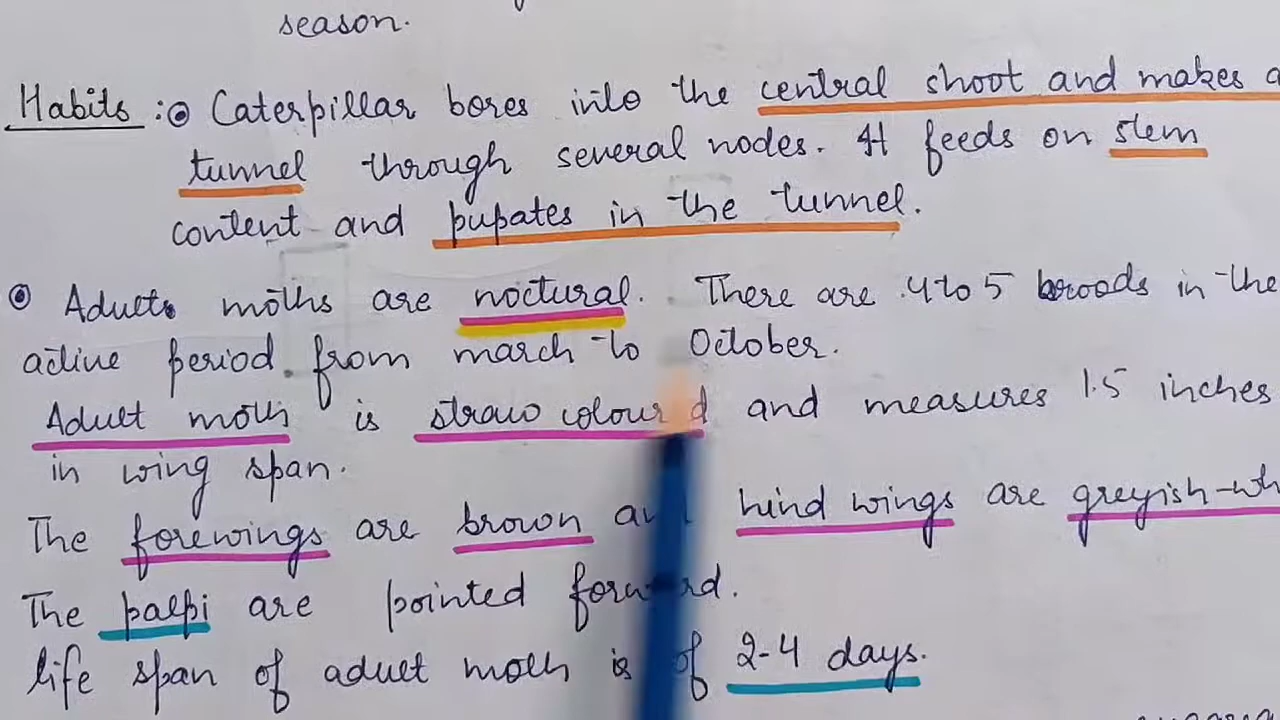 season.
Habits : Caterpillar bores into the central shoot and makes a
tunnel through several nodes. It feeds on stem
content and pupates in the tunnel.
Adult moths are noctural. There are 4 to 5 broods in the
active period from march to October.
Adult moth is straw colour d and measures 1.5 inches
in wing span.
The forewings are brown and hind wings are greyish-wh
The palpi are pointed forward.
life span of adult moth is of 2-4 days.